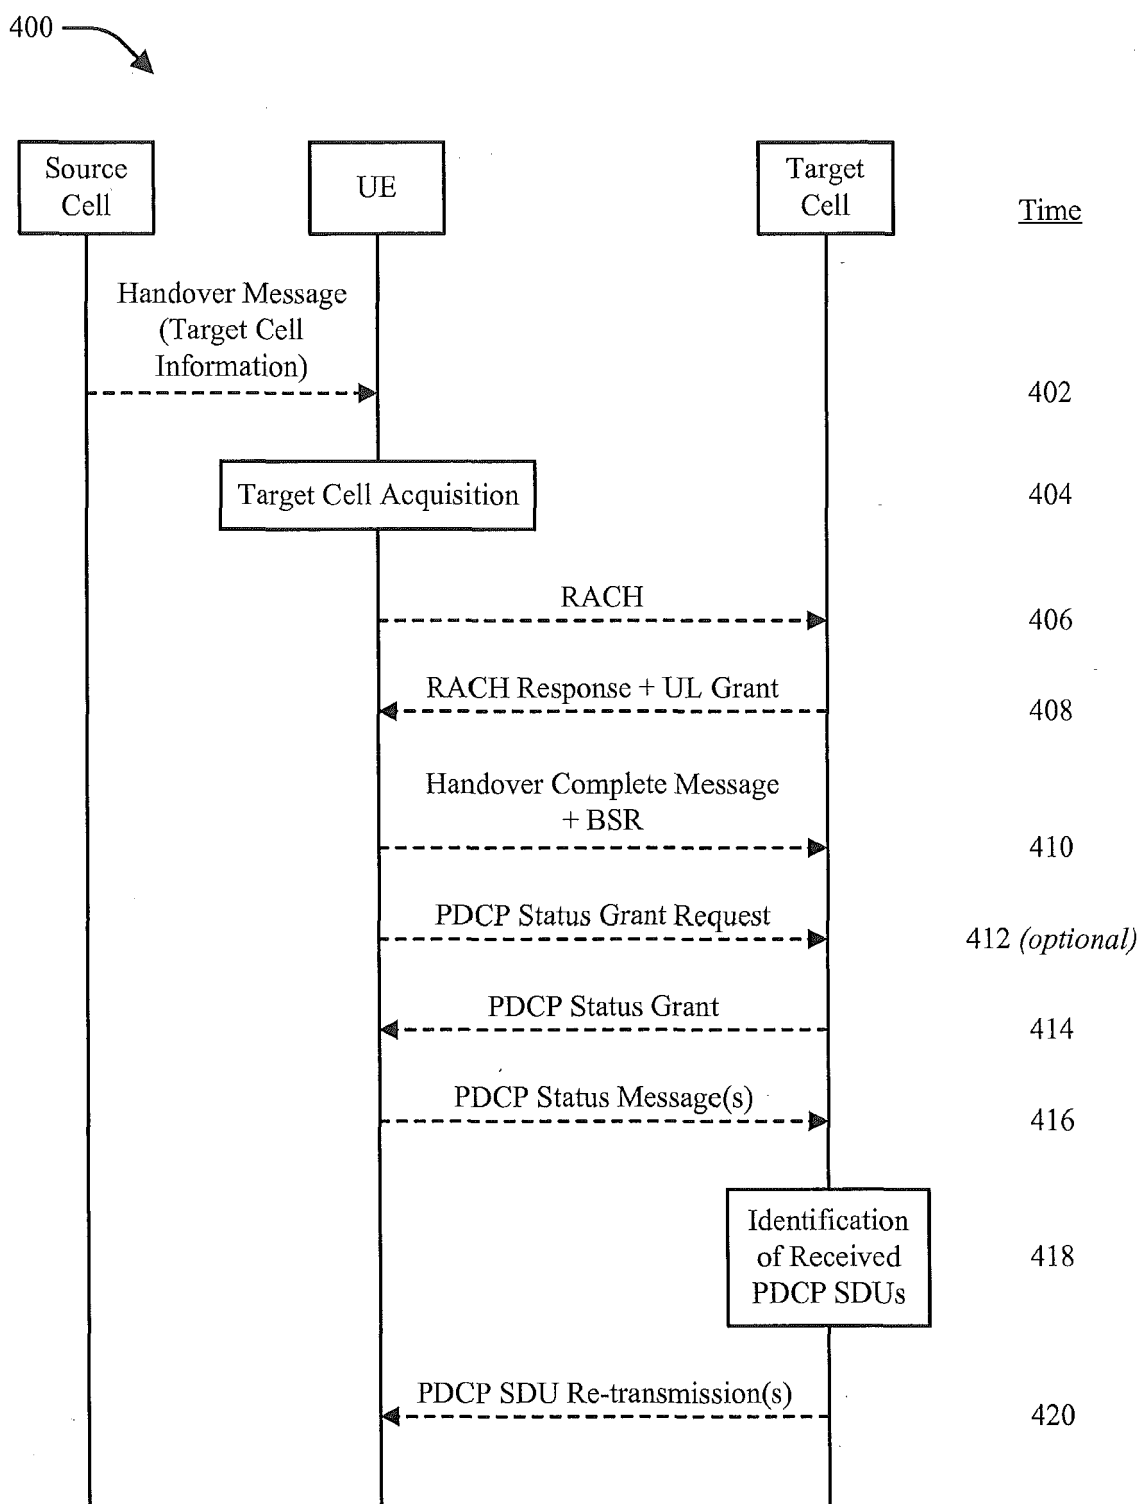 400
Source
Cell
UE
Target
Cell
Time
Handover Message
(Target Cell
Information)
402
Target Cell Acquisition
404
RACH
406
RACH Response + UL Grant
408
Handover Complete Message
+ BSR
410
PDCP Status Grant Request
412 (optional)
PDCP Status Grant
414
PDCP Status Message(s)
416
Identification
of Received
PDCP SDUs
418
PDCP SDU Re-transmission(s)
420